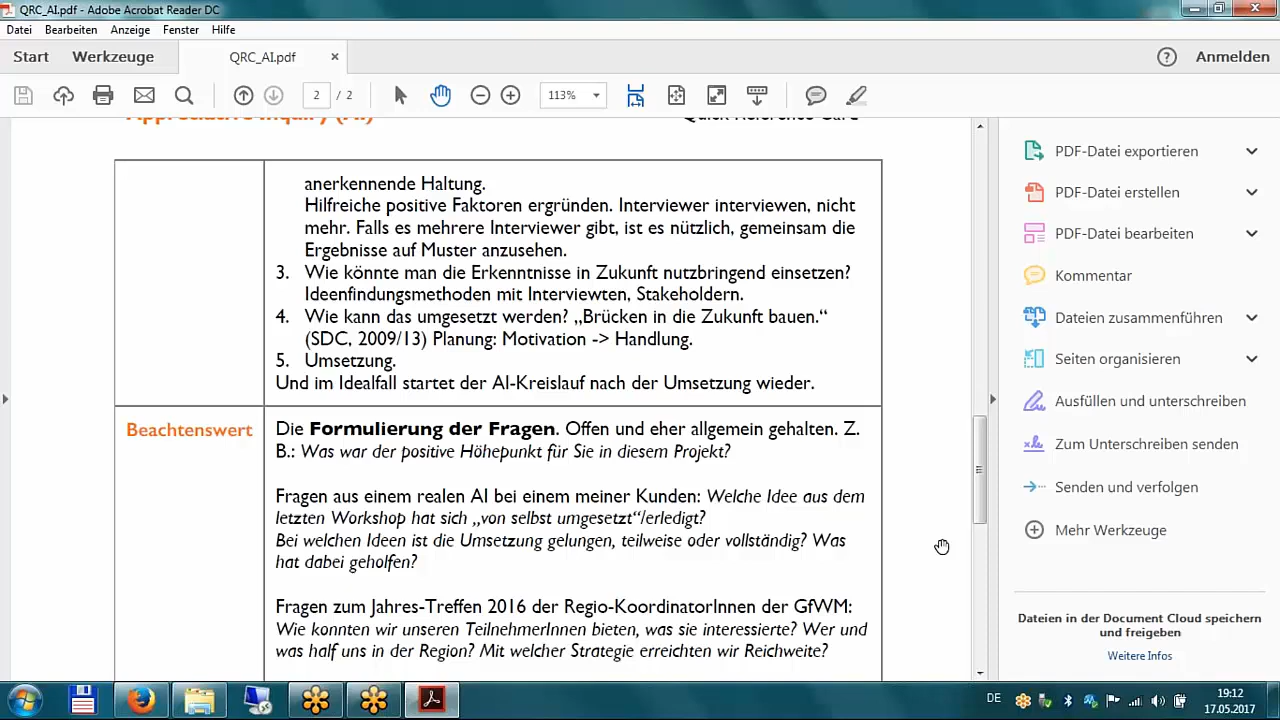 QRC_AI.pdf - Adobe Acrobat Reader DC
Datei Bearbeiten Anzeige Fenster Hilfe
Start Werkzeuge QRC_AI.pdf × Anmelden
2 / 2 113%
Appreciative Inquiry (AI) Quick Reference Card
anerkennende Haltung.
Hilfreiche positive Faktoren ergründen. Interviewer interviewen, nicht
mehr. Falls es mehrere Interviewer gibt, ist es nützlich, gemeinsam die
Ergebnisse auf Muster anzusehen.
3. Wie könnte man die Erkenntnisse in Zukunft nutzbringend einsetzen?
Ideenfindungsmethoden mit Interviewten, Stakeholdern.
4. Wie kann das umgesetzt werden? „Brücken in die Zukunft bauen.“
(SDC, 2009/13) Planung: Motivation -> Handlung.
5. Umsetzung.
Und im Idealfall startet der AI-Kreislauf nach der Umsetzung wieder.
Beachtenswert
Die Formulierung der Fragen. Offen und eher allgemein gehalten. Z.
B.: Was war der positive Höhepunkt für Sie in diesem Projekt?
Fragen aus einem realen AI bei einem meiner Kunden: Welche Idee aus dem
letzten Workshop hat sich „von selbst umgesetzt“/erledigt?
Bei welchen Ideen ist die Umsetzung gelungen, teilweise oder vollständig? Was
hat dabei geholfen?
Fragen zum Jahres-Treffen 2016 der Regio-KoordinatorInnen der GfWM:
Wie konnten wir unseren TeilnehmerInnen bieten, was sie interessierte? Wer und
was half uns in der Region? Mit welcher Strategie erreichten wir Reichweite?
PDF-Datei exportieren
PDF-Datei erstellen
PDF-Datei bearbeiten
Kommentar
Dateien zusammenführen
Seiten organisieren
Ausfüllen und unterschreiben
Zum Unterschreiben senden
Senden und verfolgen
Mehr Werkzeuge
Dateien in der Document Cloud speichern
und freigeben
Weitere Infos
DE
19:12
17.05.2017